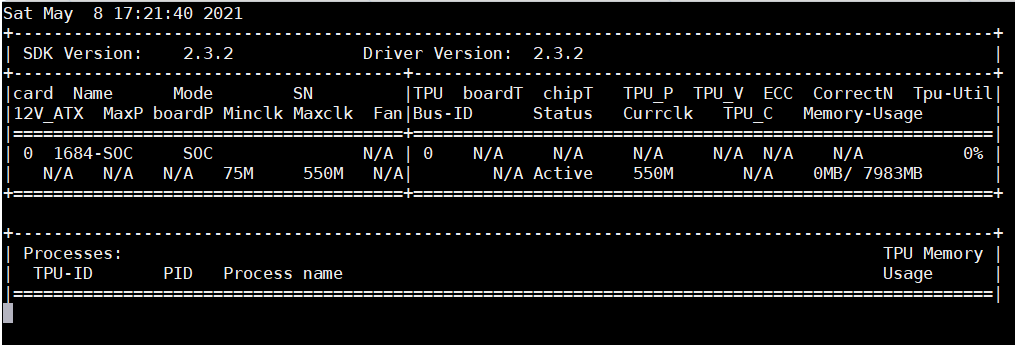 Sat May  8 17:21:40 2021
+--------------------------------------------------------------------------------------------------+
| SDK Version:    2.3.2             Driver Version:  2.3.2                                         |
+---------------------------------------+----------------------------------------------------------+
|card  Name      Mode        SN         |TPU  boardT  chipT   TPU_P  TPU_V  ECC  CorrectN  Tpu-Util|
|12V_ATX  MaxP boardP Minclk Maxclk  Fan|Bus-ID      Status   Currclk   TPU_C   Memory-Usage       |
|=======================================+==========================================================|
| 0  1684-SOC     SOC               N/A | 0    N/A     N/A     N/A     N/A  N/A    N/A          0% |
|   N/A   N/A   N/A   75M     550M   N/A|        N/A Active    550M       N/A    0MB/ 7983MB       |
+=======================================+==========================================================+

+--------------------------------------------------------------------------------------------------+
| Processes:                                                                            TPU Memory |
|  TPU-ID       PID   Process name                                                      Usage      |
|==================================================================================================|